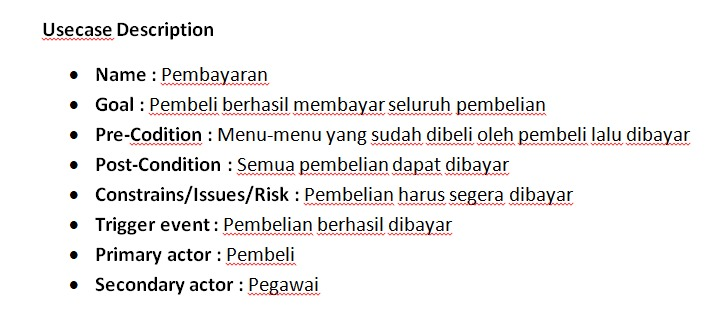 Usecase Description
• Name : Pembayaran
• Goal : Pembeli berhasil membayar seluruh pembelian
• Pre-Codition : Menu-menu yang sudah dibeli oleh pembeli lalu dibayar
• Post-Condition : Semua pembelian dapat dibayar
• Constrains/Issues/Risk : Pembelian harus segera dibayar
• Trigger event : Pembelian berhasil dibayar
• Primary actor : Pembeli
• Secondary actor : Pegawai